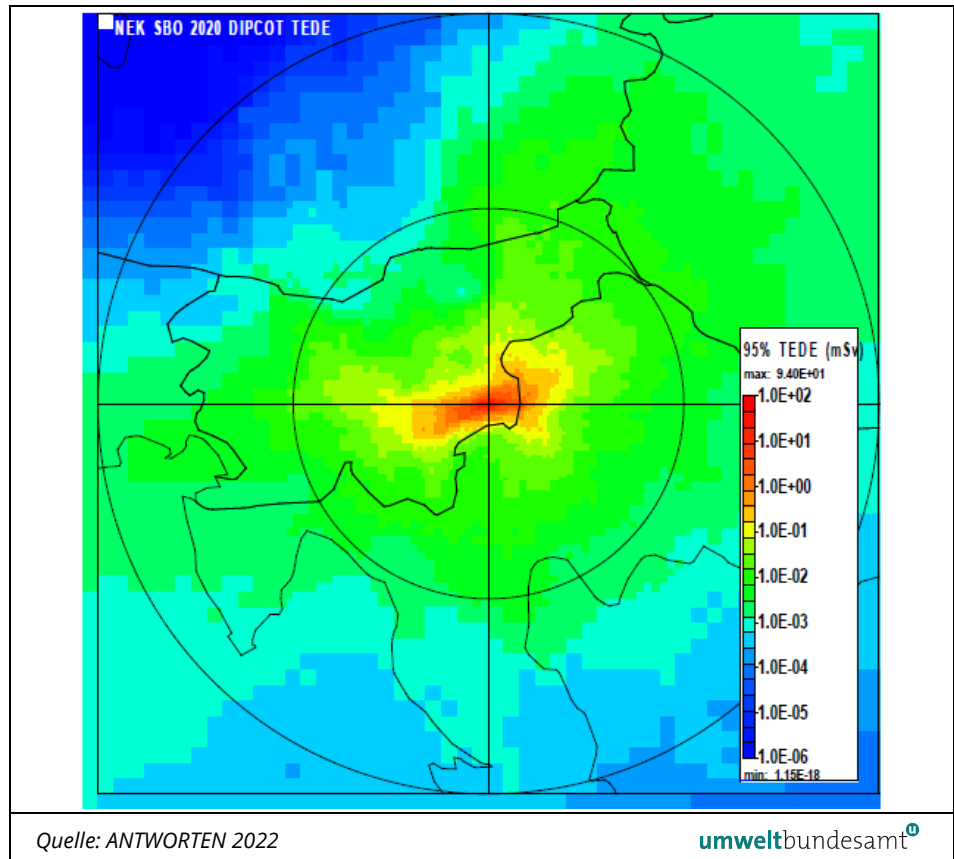 NEK SBO 2020 DIPCOT TEDE
95% TEDE (mSv)
max: 9.40E+01
1.0E+02
1.0E+01
1.0E+00
1.0E-01
1.0E-02
1.0E-03
1.0E-04
1.0E-05
1.0E-06
min: 1.15E-18
Quelle: ANTWORTEN 2022
umweltbundesamt u